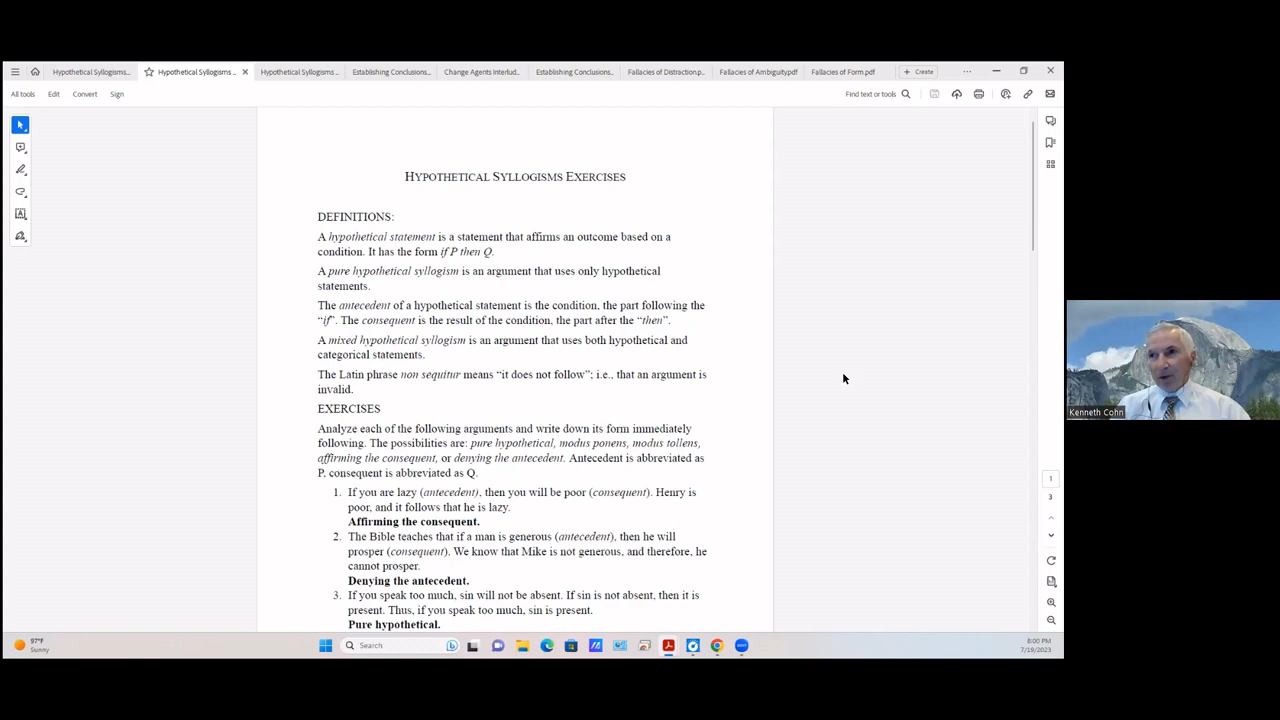 Hypothetical Syllogisms...
Hypothetical Syllogisms ...
Hypothetical Syllogisms ...
Establishing Conclusions...
Change Agents Interlud...
Establishing Conclusions...
Fallacies of Distraction.p...
Fallacies of Ambiguity.pdf
Fallacies of Form.pdf
+ Create
All tools Edit Convert Sign
Find text or tools
HYPOTHETICAL SYLLOGISMS EXERCISES
DEFINITIONS:
A hypothetical statement is a statement that affirms an outcome based on a
condition. It has the form if P then Q.
A pure hypothetical syllogism is an argument that uses only hypothetical
statements.
The antecedent of a hypothetical statement is the condition, the part following the
“if”. The consequent is the result of the condition, the part after the “then”.
A mixed hypothetical syllogism is an argument that uses both hypothetical and
categorical statements.
The Latin phrase non sequitur means “it does not follow”; i.e., that an argument is
invalid.
EXERCISES
Analyze each of the following arguments and write down its form immediately
following. The possibilities are: pure hypothetical, modus ponens, modus tollens,
affirming the consequent, or denying the antecedent. Antecedent is abbreviated as
P, consequent is abbreviated as Q.
1. If you are lazy (antecedent), then you will be poor (consequent). Henry is
poor, and it follows that he is lazy.
Affirming the consequent.
2. The Bible teaches that if a man is generous (antecedent), then he will
prosper (consequent). We know that Mike is not generous, and therefore, he
cannot prosper.
Denying the antecedent.
3. If you speak too much, sin will not be absent. If sin is not absent, then it is
present. Thus, if you speak too much, sin is present.
Pure hypothetical.
Kenneth Cohn
1
3
97°F
Sunny
Search
8:00 PM
7/19/2023